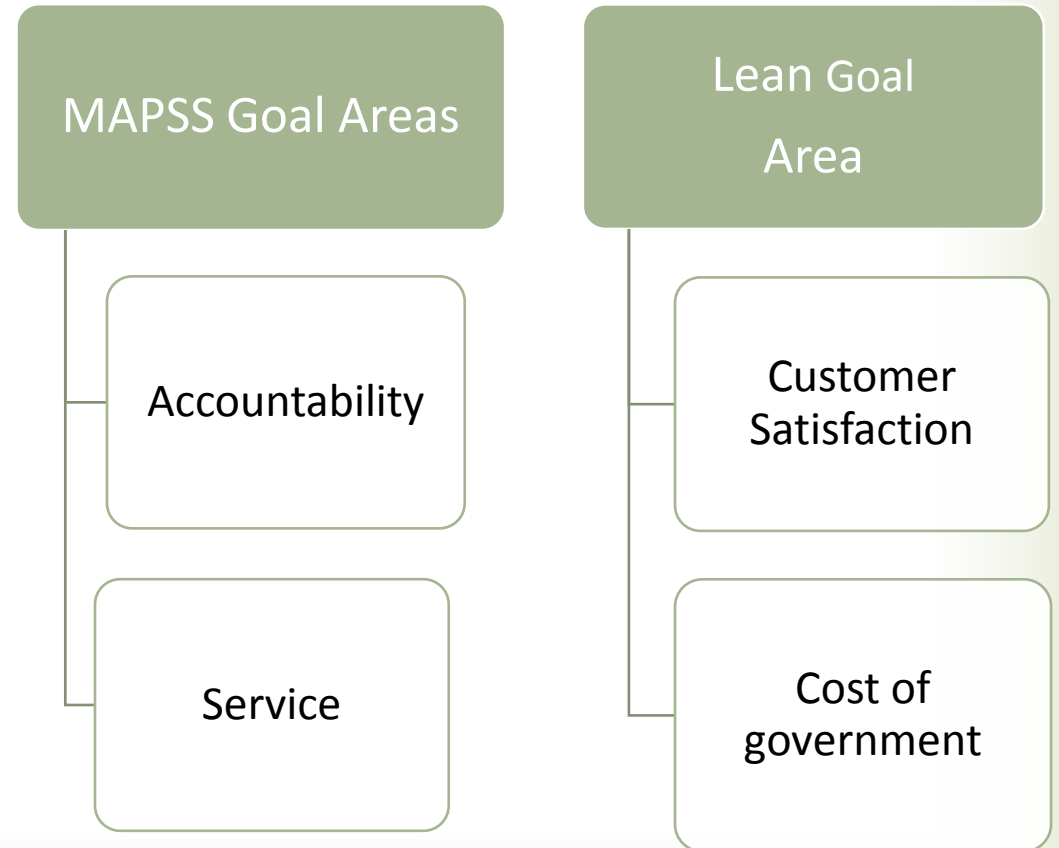 MAPSS Goal Areas
Accountability
Service
Lean Goal
Area
Customer
Satisfaction
Cost of
government